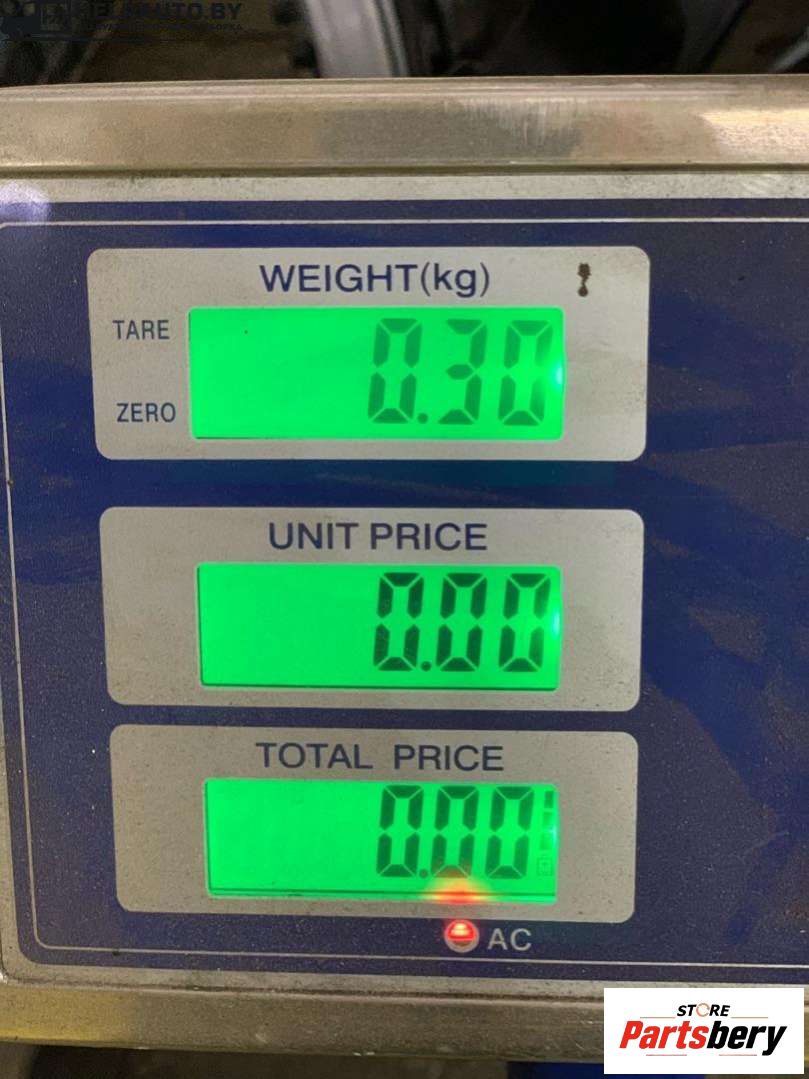 WEIGHT(kg)
TARE
0.30
ZERO
UNIT PRICE
0.00
TOTAL PRICE
0.00
AC
STORE
Partsbery